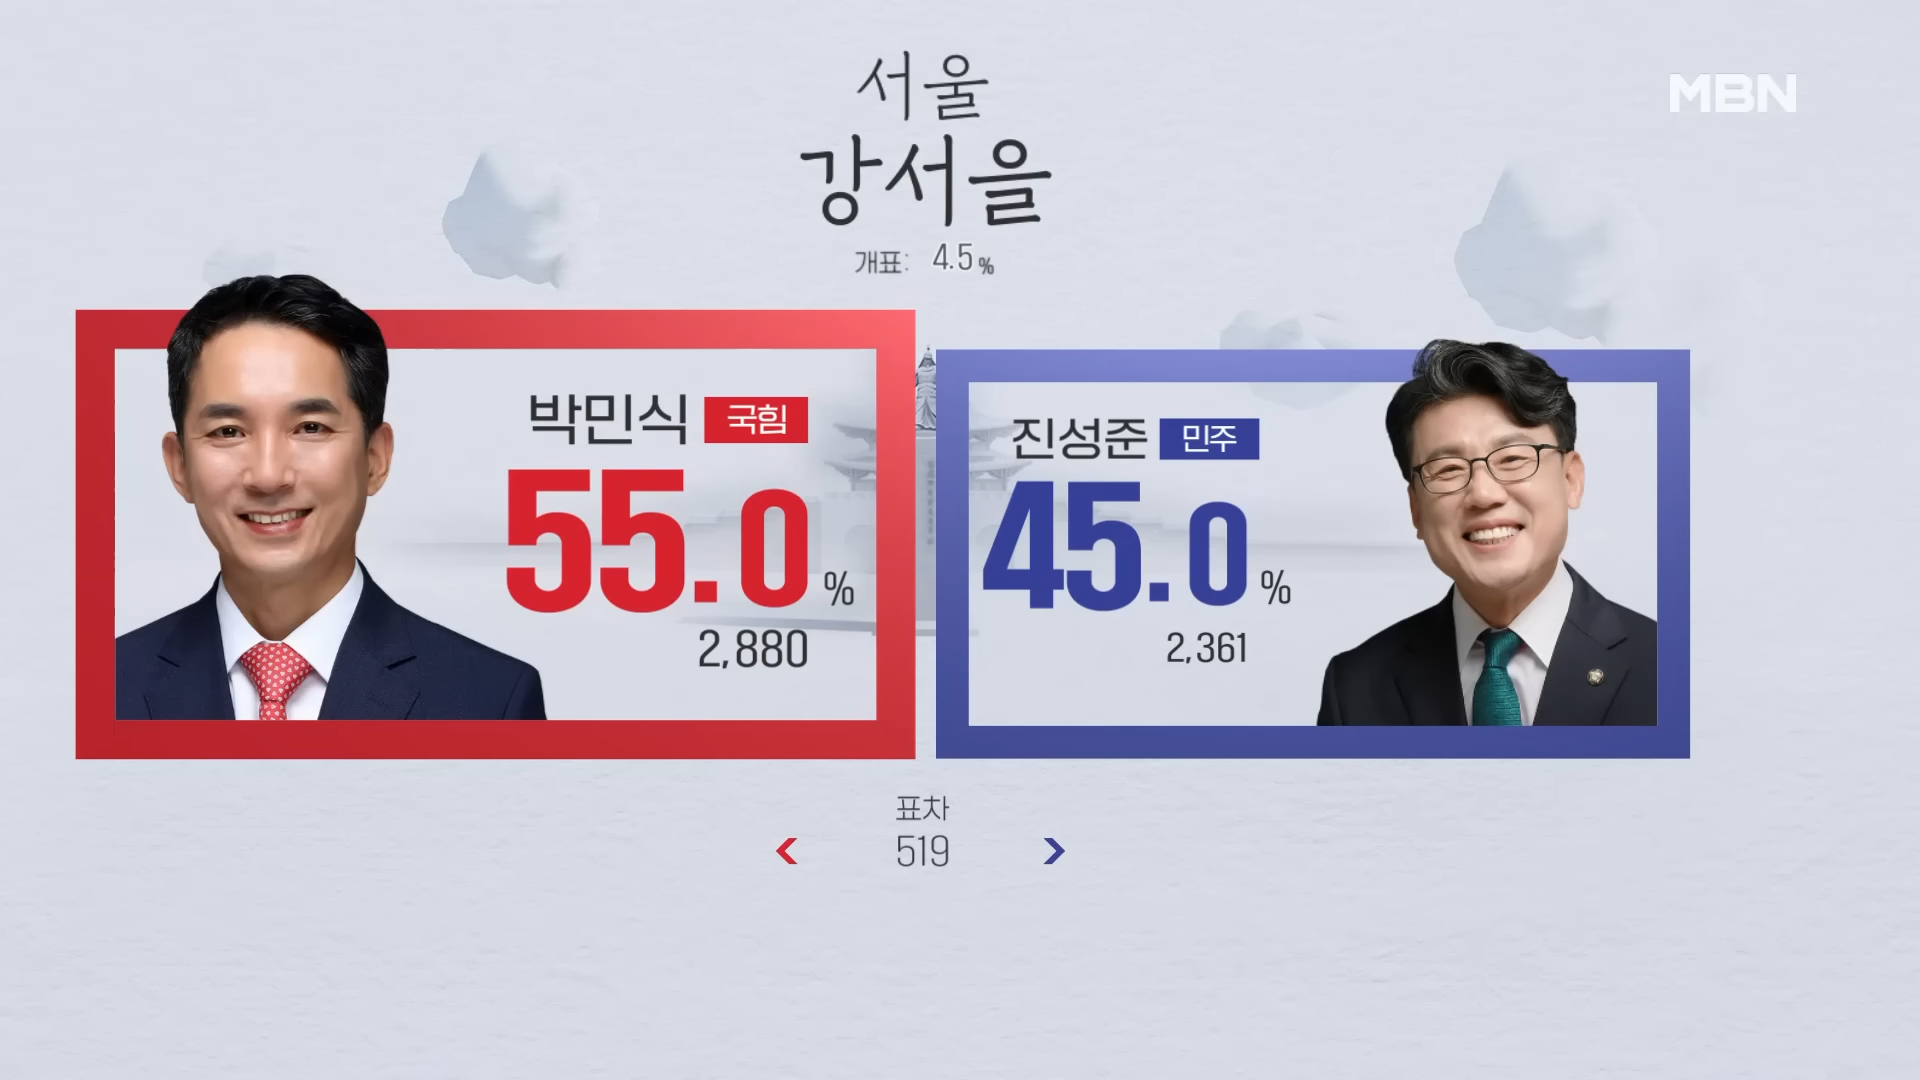 서울
강서을
개표: 4.5%
MBN
박민식 국힘
55.0%
2,880
진성준 민주
45.0%
2,361
표차
< 519 >